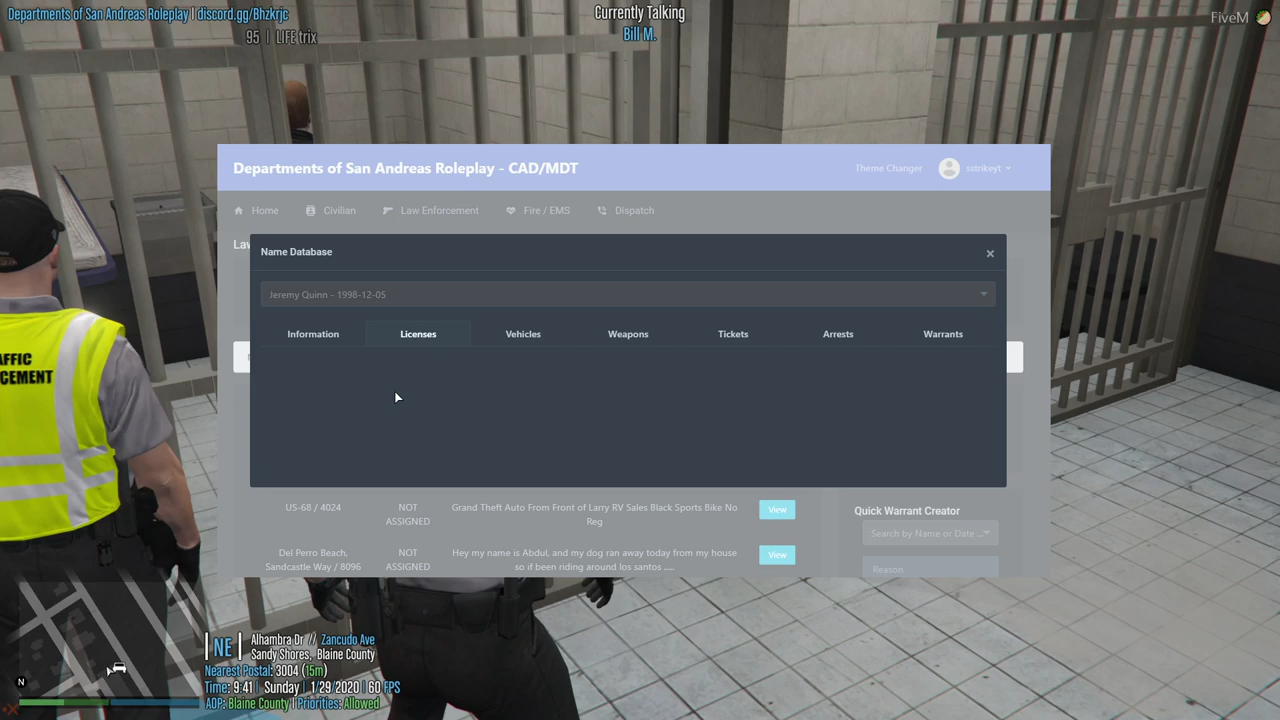 Departments of San Andreas Roleplay | discord.gg/Bhzkrjc
95 | LIFE trix
Currently Talking
Bill M.
FiveM
AFFIC
CEMENT
Departments of San Andreas Roleplay - CAD/MDT
Theme Changer
sstrikeyt
Home
Civilian
Law Enforcement
Fire / EMS
Dispatch
Law
Name Database
×
Jeremy Quinn - 1998-12-05
Information
Licenses
Vehicles
Weapons
Tickets
Arrests
Warrants
US-68 / 4024
NOT
ASSIGNED
Grand Theft Auto From Front of Larry RV Sales Black Sports Bike No
Reg
View
Del Perro Beach,
Sandcastle Way / 8096
NOT
ASSIGNED
Hey my name is Abdul, and my dog ran away today from my house
so if been riding around los santos .....
View
Quick Warrant Creator
Search by Name or Date ...
Reason
| NE | Alhambra Dr // Zancudo Ave
Sandy Shores, Blaine County
Nearest Postal: 3004 (15m)
Time: 9:41 | Sunday | 1/29/2020 | 60 FPS
AOP: Blaine County | Priorities: Allowed
N